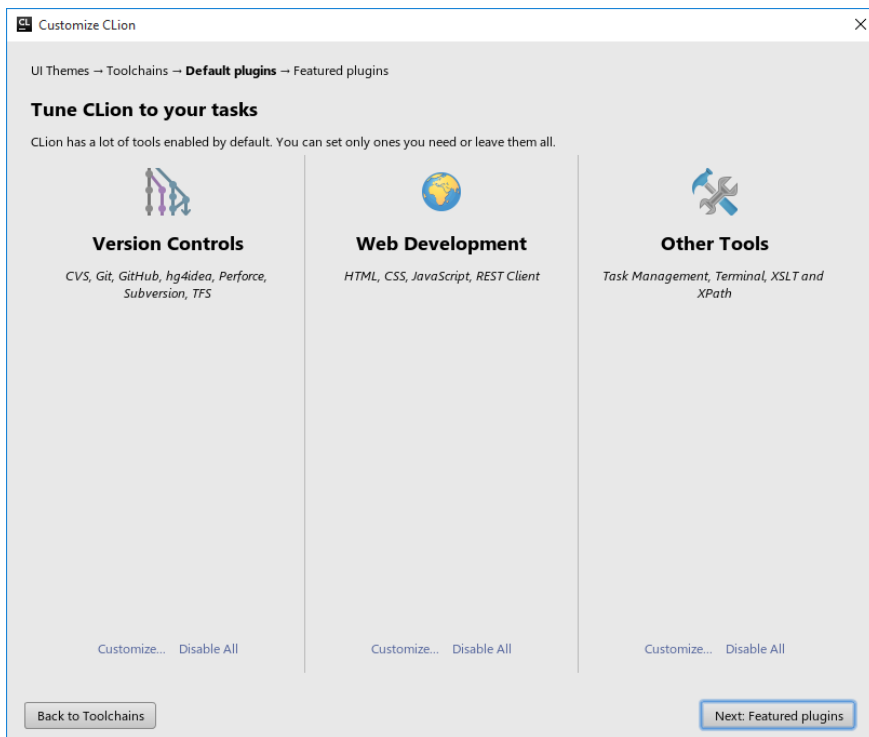 CL Customize CLion
UI Themes → Toolchains → Default plugins → Featured plugins
Tune CLion to your tasks
CLion has a lot of tools enabled by default. You can set only ones you need or leave them all.
Version Controls
CVS, Git, GitHub, hg4idea, Perforce,
Subversion, TFS
Customize... Disable All
Web Development
HTML, CSS, JavaScript, REST Client
Customize... Disable All
Other Tools
Task Management, Terminal, XSLT and
XPath
Customize... Disable All
Back to Toolchains
Next: Featured plugins